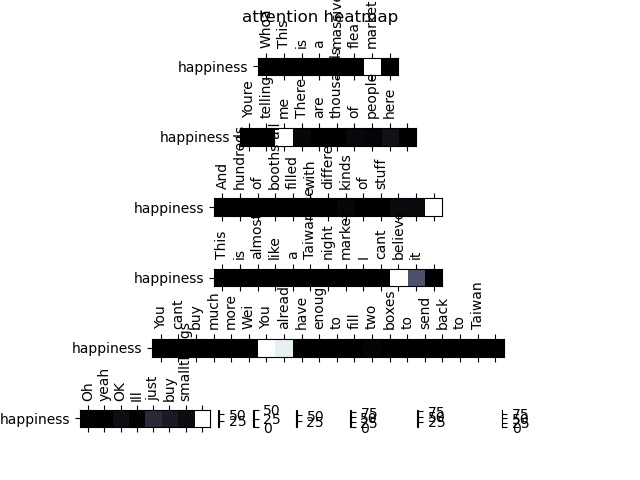 attention heatmap
Whoa This is a massive flea market
happiness
Youre telling me There are thousands of people here
happiness
And hundreds of booths all filled with different kinds of stuff
happiness
This is almost like a Taiwanese night market I cant believe it
happiness
You cant buy much more Wei You already have enough to fill two boxes to send back to Taiwan
happiness
Oh yeah OK Ill just buy small things
happiness
50
25
50
25
0
50
25
75
50
25
0
75
50
25
75
50
25
0